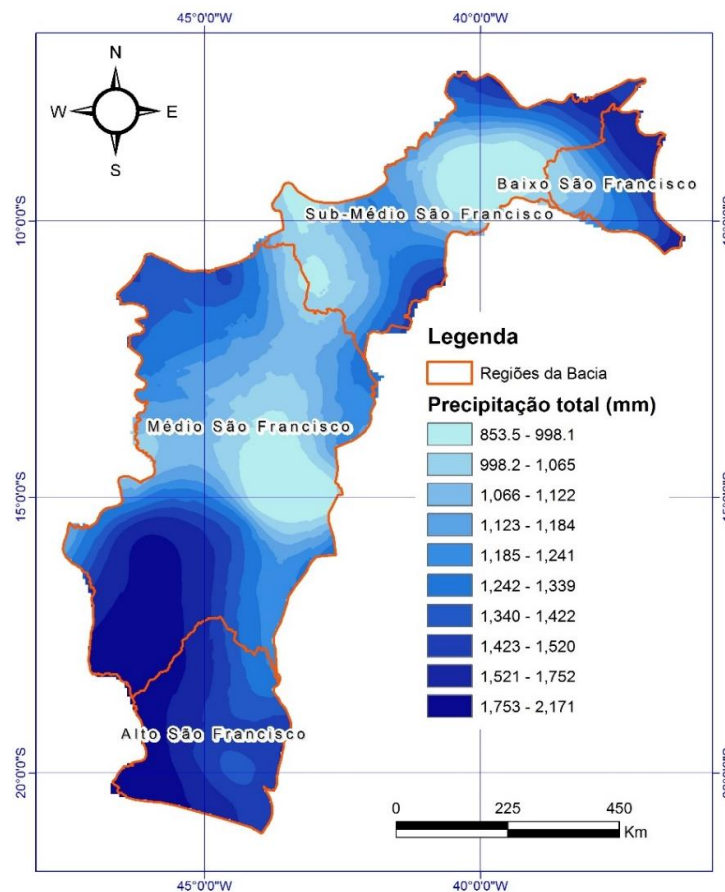 45°0'0"W 40°0'0"W
N
W E
S
Baixo São Francisco
Sub-Médio São Francisco
10°0'0"S
Legenda
Regiões da Bacia
Precipitação total (mm)
Médio São Francisco
853.5 - 998.1
998.2 - 1,065
1,066 - 1,122
15°0'0"S
1,123 - 1,184
1,185 - 1,241
1,242 - 1,339
1,340 - 1,422
1,423 - 1,520
1,521 - 1,752
1,753 - 2,171
Alto São Francisco
20°0'0"S
0 225 450
Km
45°0'0"W 40°0'0"W